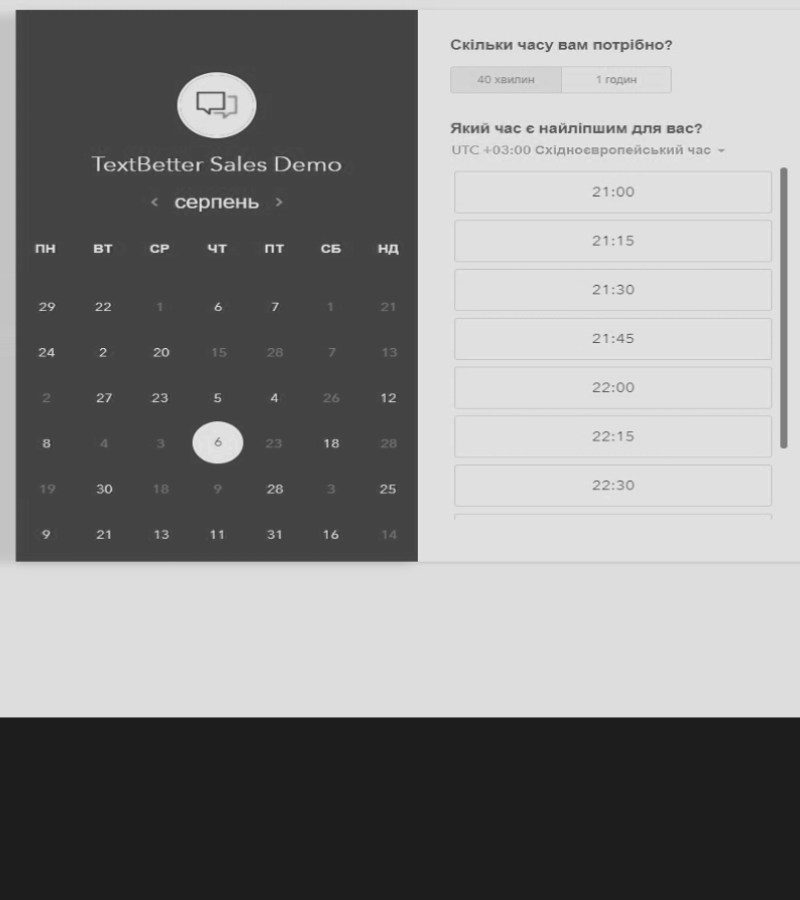 TextBetter Sales Demo
‹ серпень ›
ПН ВТ СР ЧТ ПТ СБ НД
29 22 1 6 7 1 21
24 2 20 15 28 7 13
2 27 23 5 4 26 12
8 4 3 6 23 18 28
19 30 18 9 28 3 25
9 21 13 11 31 16 14
Скільки часу вам потрібно?
40 хвилин 1 годин
Який час є найліпшим для вас?
UTC +03:00 Східноєвропейський час
21:00
21:15
21:30
21:45
22:00
22:15
22:30